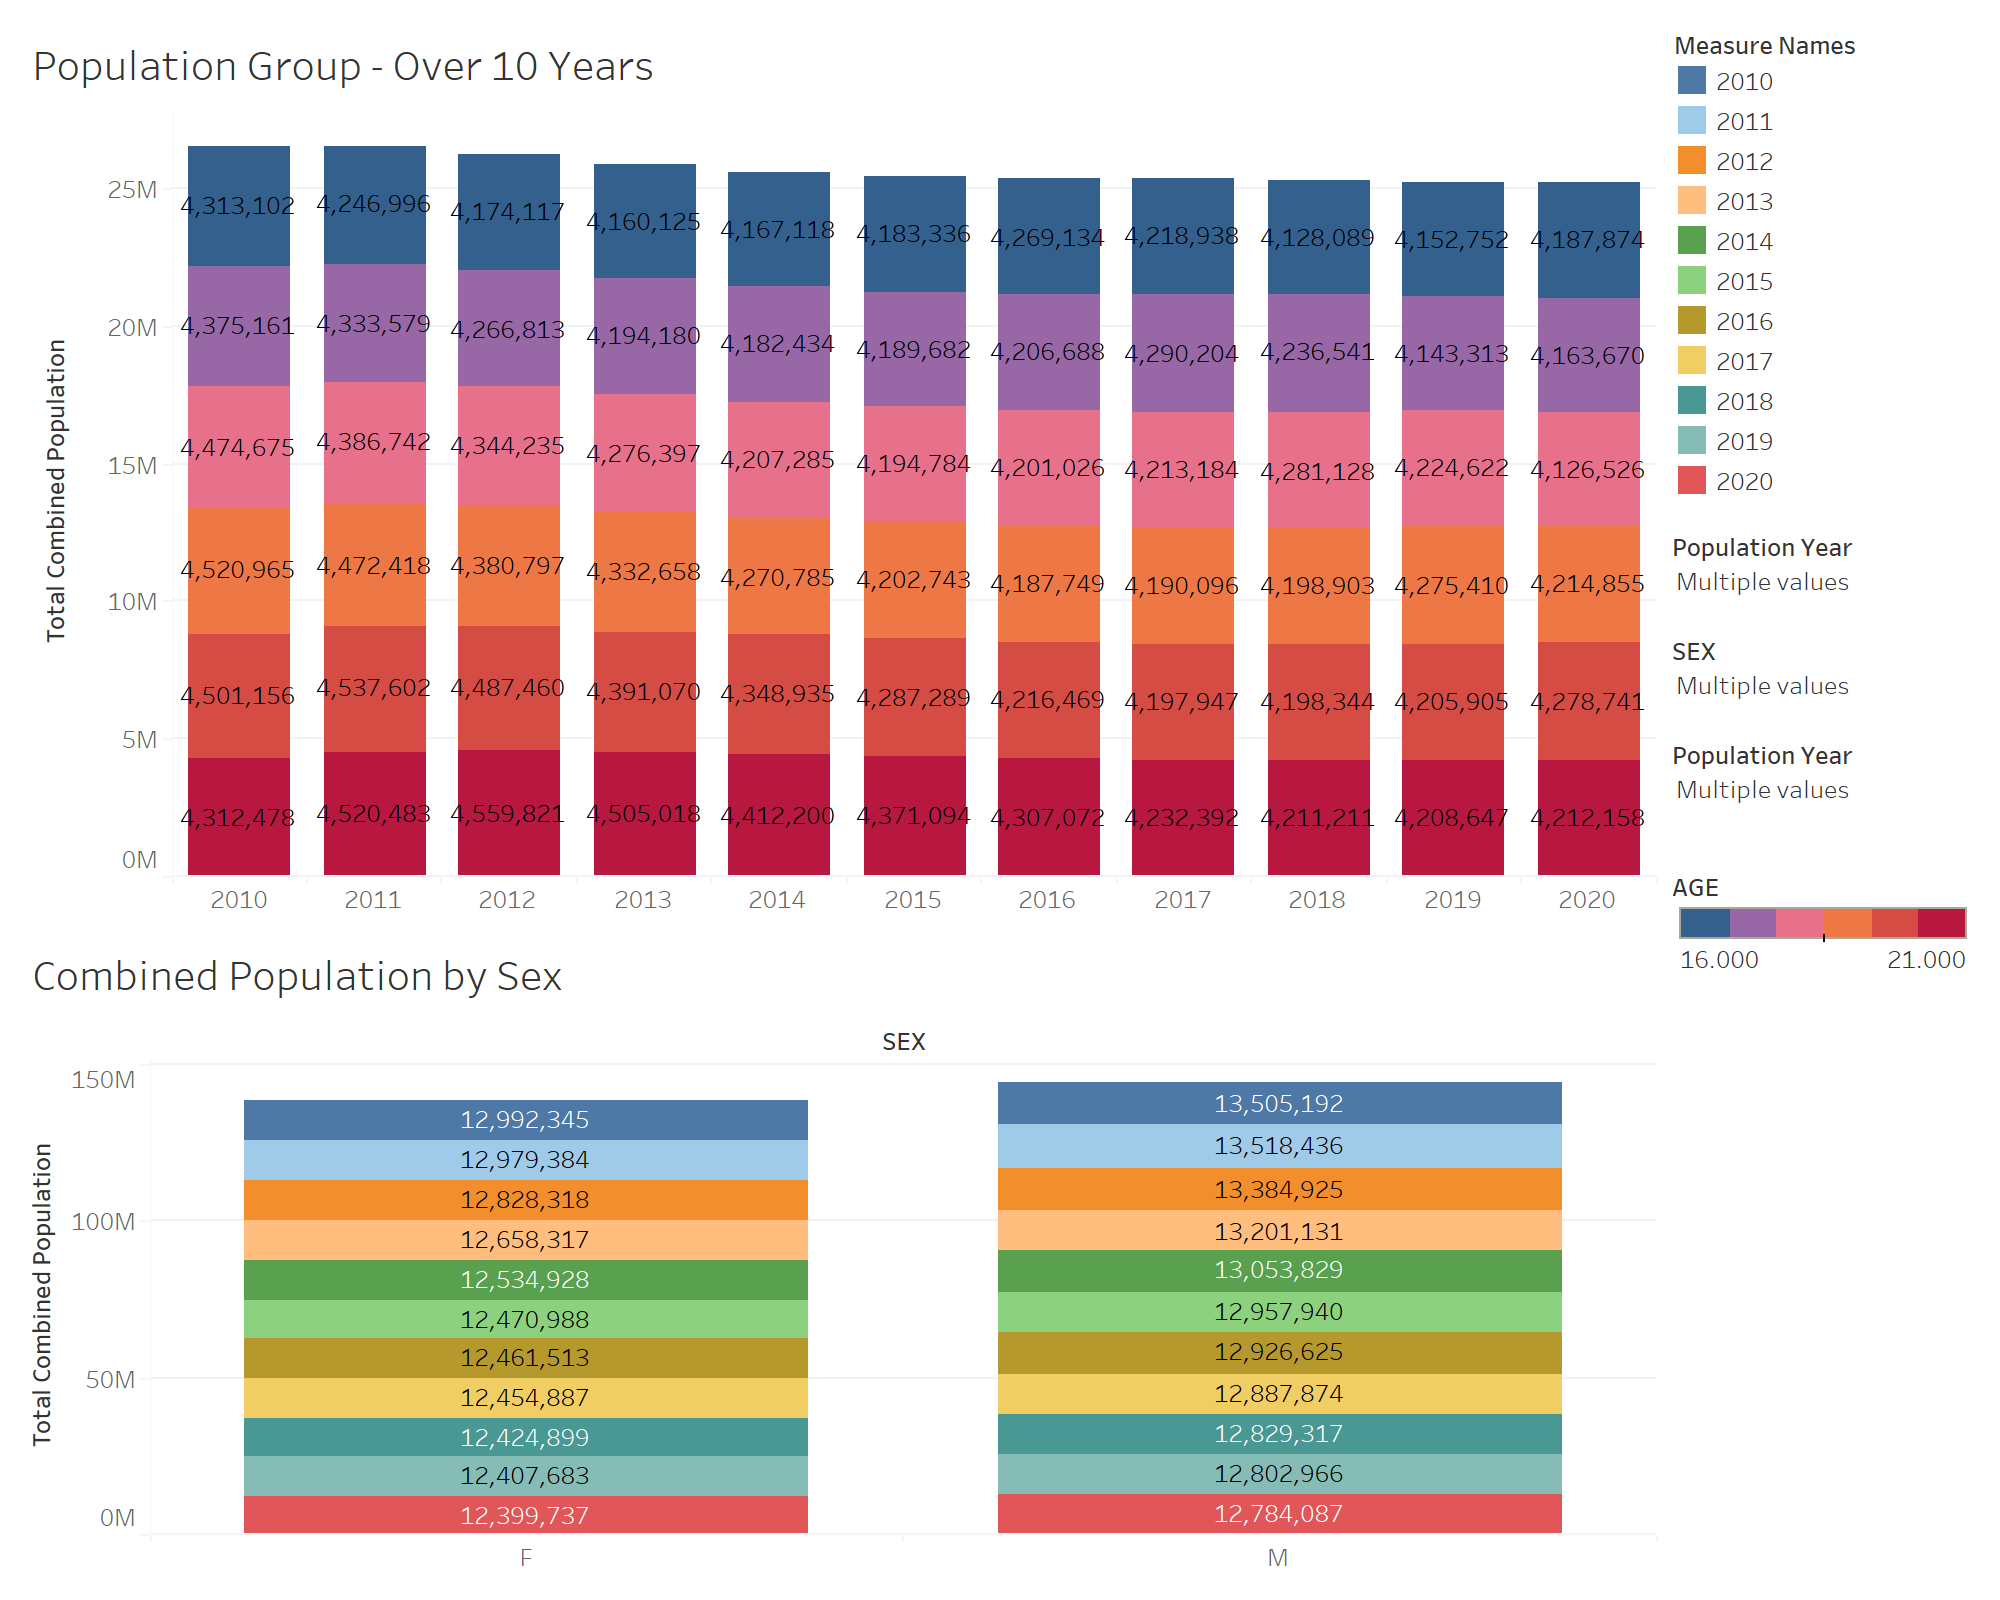 Population Group - Over 10 Years
Total Combined Population
25M
20M
15M
10M
5M
0M
4,313,102 4,246,996 4,174,117 4,160,125 4,167,118 4,183,336 4,269,134 4,218,938 4,128,089 4,152,752 4,187,874
4,375,161 4,333,579 4,266,813 4,194,180 4,182,434 4,189,682 4,206,688 4,290,204 4,236,541 4,143,313 4,163,670
4,474,675 4,386,742 4,344,235 4,276,397 4,207,285 4,194,784 4,201,026 4,213,184 4,281,128 4,224,622 4,126,526
4,520,965 4,472,418 4,380,797 4,332,658 4,270,785 4,202,743 4,187,749 4,190,096 4,198,903 4,275,410 4,214,855
4,501,156 4,537,602 4,487,460 4,391,070 4,348,935 4,287,289 4,216,469 4,197,947 4,198,344 4,205,905 4,278,741
4,312,478 4,520,483 4,559,821 4,505,018 4,412,200 4,371,094 4,307,072 4,232,392 4,211,211 4,208,647 4,212,158
2010 2011 2012 2013 2014 2015 2016 2017 2018 2019 2020
Measure Names
2010
2011
2012
2013
2014
2015
2016
2017
2018
2019
2020
Population Year
Multiple values
SEX
Multiple values
Population Year
Multiple values
AGE
16.000 21.000
Combined Population by Sex
SEX
Total Combined Population
150M
100M
50M
0M
12,992,345 13,505,192
12,979,384 13,518,436
12,828,318 13,384,925
12,658,317 13,201,131
12,534,928 13,053,829
12,470,988 12,957,940
12,461,513 12,926,625
12,454,887 12,887,874
12,424,899 12,829,317
12,407,683 12,802,966
12,399,737 12,784,087
F M